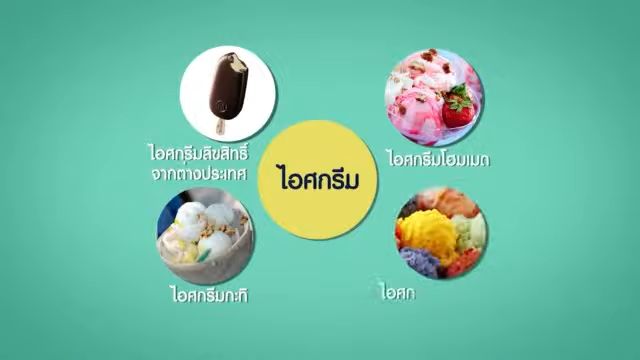 ไอศกรีมลิขสิทธิ์
จากต่างประเทศ
ไอศกรีมโฮมเมด
ไอศกรีม
ไอศกรีมกะทิ
ไอศก